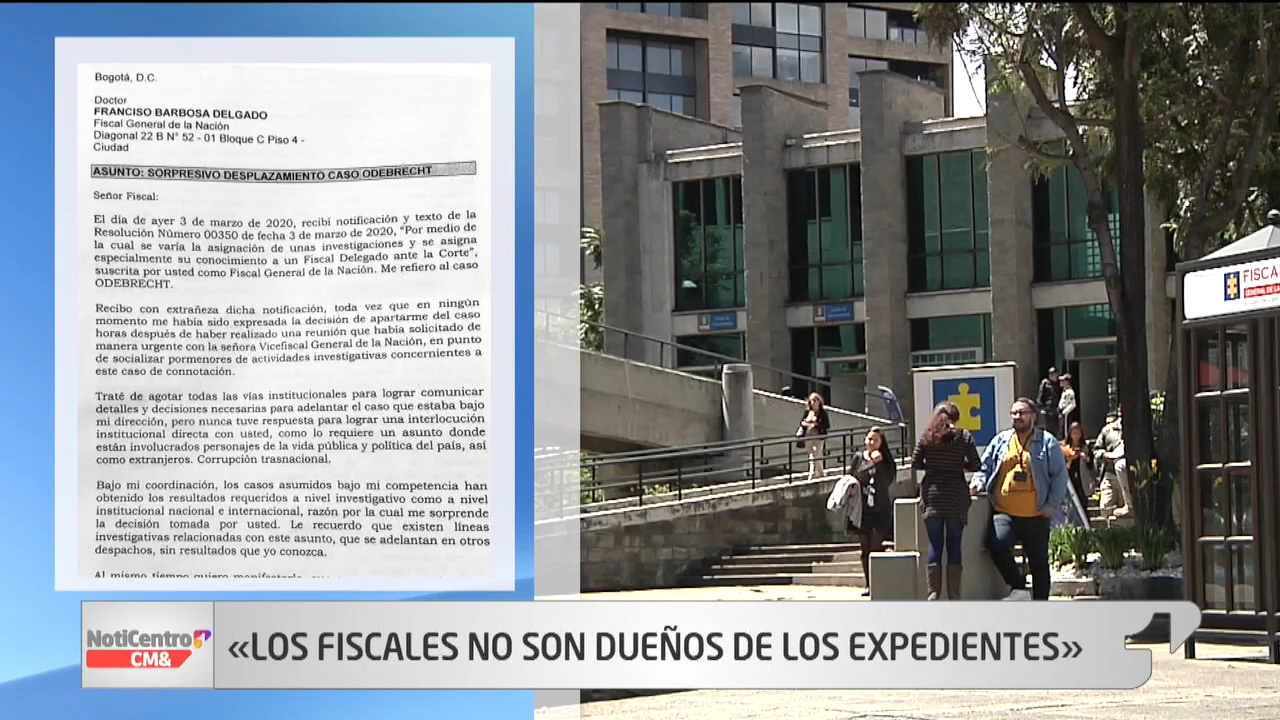 Bogotá, D.C.
Doctor
FRANCISO BARBOSA DELGADO
Fiscal General de la Nación
Diagonal 22 B N° 52 - 01 Bloque C Piso 4 -
Ciudad
ASUNTO: SORPRESIVO DESPLAZAMIENTO CASO ODEBRECHT
Señor Fiscal:
El día de ayer 3 de marzo de 2020, recibí notificación y texto de la
Resolución Número 00350 de fecha 3 de marzo de 2020, “Por medio de
la cual se varía la asignación de unas investigaciones y se asigna
especialmente su conocimiento a un Fiscal Delegado ante la Corte”,
suscrita por usted como Fiscal General de la Nación. Me refiero al caso
ODEBRECHT.
Recibo con extrañeza dicha notificación, toda vez que en ningún
momento me había sido expresada la decisión de apartarme del caso
horas después de haber realizado una reunión que había solicitado de
manera urgente con la señora Vicefiscal General de la Nación, en punto
de socializar pormenores de actividades investigativas concernientes a
este caso de connotación.
Traté de agotar todas las vías institucionales para lograr comunicar
detalles y decisiones necesarias para adelantar el caso que estaba bajo
mi dirección, pero nunca tuve respuesta para lograr una interlocución
institucional directa con usted, como lo requiere un asunto donde
están involucrados personajes de la vida pública y política del país, así
como extranjeros. Corrupción trasnacional.
Bajo mi coordinación, los casos asumidos bajo mi competencia han
obtenido los resultados requeridos a nivel investigativo como a nivel
institucional nacional e internacional, razón por la cual me sorprende
la decisión tomada por usted. Le recuerdo que existen líneas
investigativas relacionadas con este asunto, que se adelantan en otros
despachos, sin resultados que yo conozca.
Al mismo tiempo quiero
FISCA
GENERAL DE LA
NotiCentro 1
CM&
«LOS FISCALES NO SON DUEÑOS DE LOS EXPEDIENTES»
1